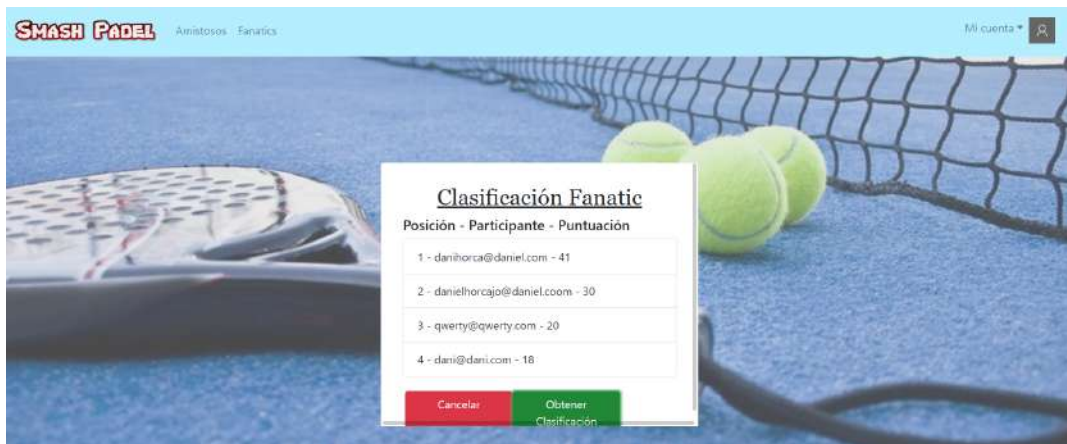 SMASH PADEL Amistosos Fanatics Mi cuenta
Clasificación Fanatic
Posición - Participante - Puntuación
1 - danihorca@daniel.com - 41
2 - danielhorcajo@daniel.coom - 30
3 - qwerty@qwerty.com - 20
4 - dani@dani.com - 18
Cancelar Obtener
Clasificación